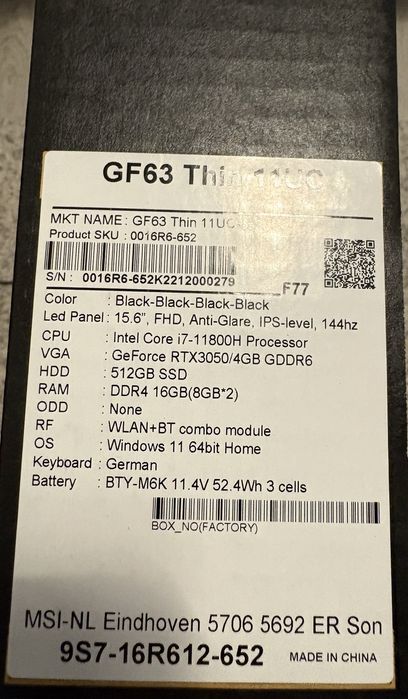 GF63 Thin 11UC
MKT NAME : GF63 Thin 11UC
Product SKU : 0016R6-652
S/N : 0016R6-652K2212000279
_F77
Color : Black-Black-Black-Black
Led Panel : 15.6", FHD, Anti-Glare, IPS-level, 144hz
CPU : Intel Core i7-11800H Processor
VGA : GeForce RTX3050/4GB GDDR6
HDD : 512GB SSD
RAM : DDR4 16GB(8GB*2)
ODD : None
RF : WLAN+BT combo module
OS : Windows 11 64bit Home
Keyboard : German
Battery : BTY-M6K 11.4V 52.4Wh 3 cells
BOX_NO(FACTORY)
MSI-NL Eindhoven 5706 5692 ER Son
9S7-16R612-652 MADE IN CHINA